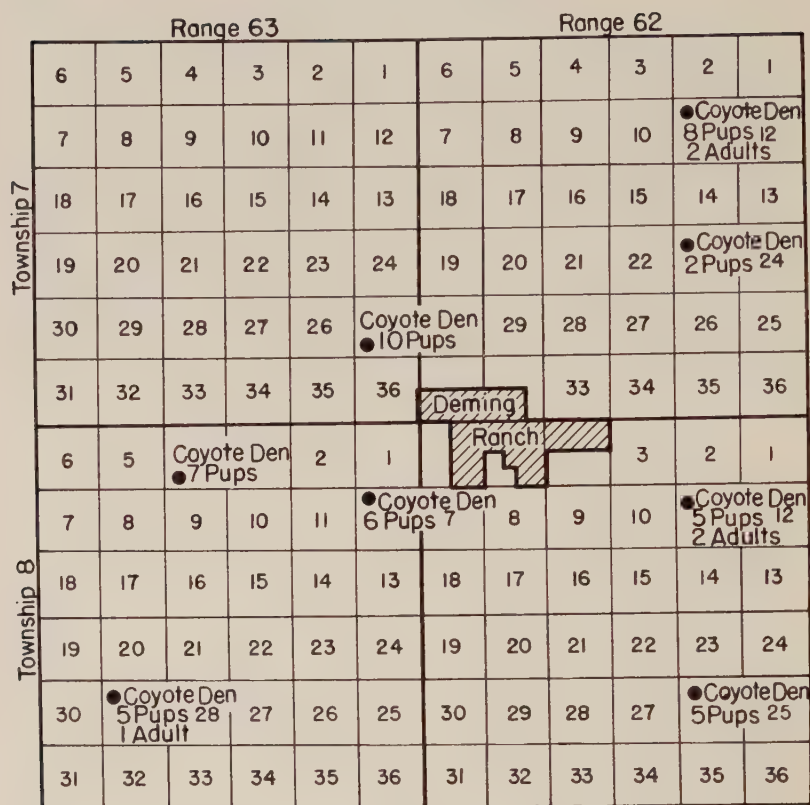 Range 63 Range 62
6 5 4 3 2 1 6 5 4 3 2 1
Coyote Den
7 8 9 10 11 12 7 8 9 10 8 Pups 12
2 Adults
Township 7
18 17 16 15 14 13 18 17 16 15 14 13
Coyote Den
19 20 21 22 23 24 19 20 21 22 2 Pups 24
Coyote Den
30 29 28 27 26 10 Pups 29 28 27 26 25
31 32 33 34 35 36 33 34 35 36
Deming
Ranch
6 5 Coyote Den 2 1 3 2 1
7 Pups
Coyote Den Coyote Den
7 8 9 10 11 6 Pups 7 8 9 10 5 Pups 12
2 Adults
Township 8
18 17 16 15 14 13 18 17 16 15 14 13
19 20 21 22 23 24 19 20 21 22 23 24
Coyote Den Coyote Den
30 5 Pups 28 27 26 25 30 29 28 27 5 Pups 25
1 Adult
31 32 33 34 35 36 31 32 33 34 35 36